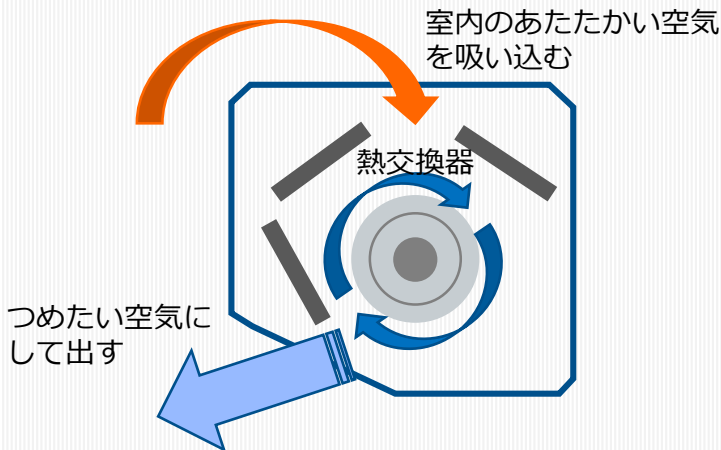 室内のあたたかい空気
を吸い込む
熱交換器
つめたい空気に
して出す